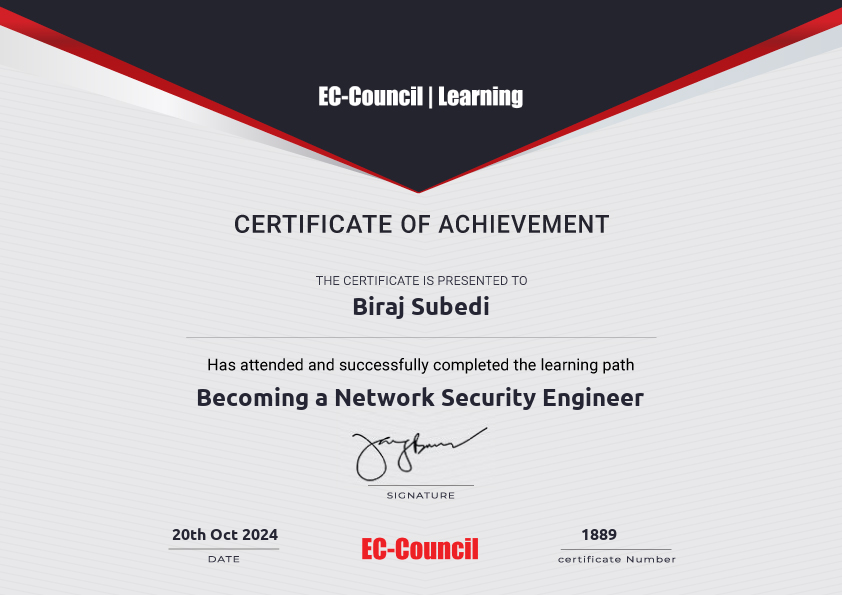 EC-Council | Learning
CERTIFICATE OF ACHIEVEMENT
THE CERTIFICATE IS PRESENTED TO
Biraj Subedi
Has attended and successfully completed the learning path
Becoming a Network Security Engineer
SIGNATURE
20th Oct 2024
DATE
EC-Council
1889
certificate Number